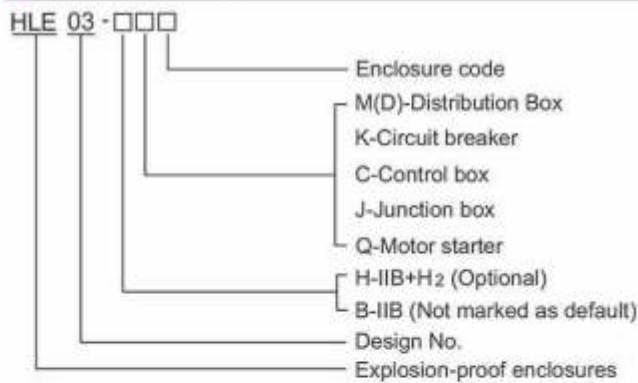 HLE 03 - □□□
Enclosure code
M(D)-Distribution Box
K-Circuit breaker
C-Control box
J-Junction box
Q-Motor starter
H-IIB+H2 (Optional)
B-IIB (Not marked as default)
Design No.
Explosion-proof enclosures